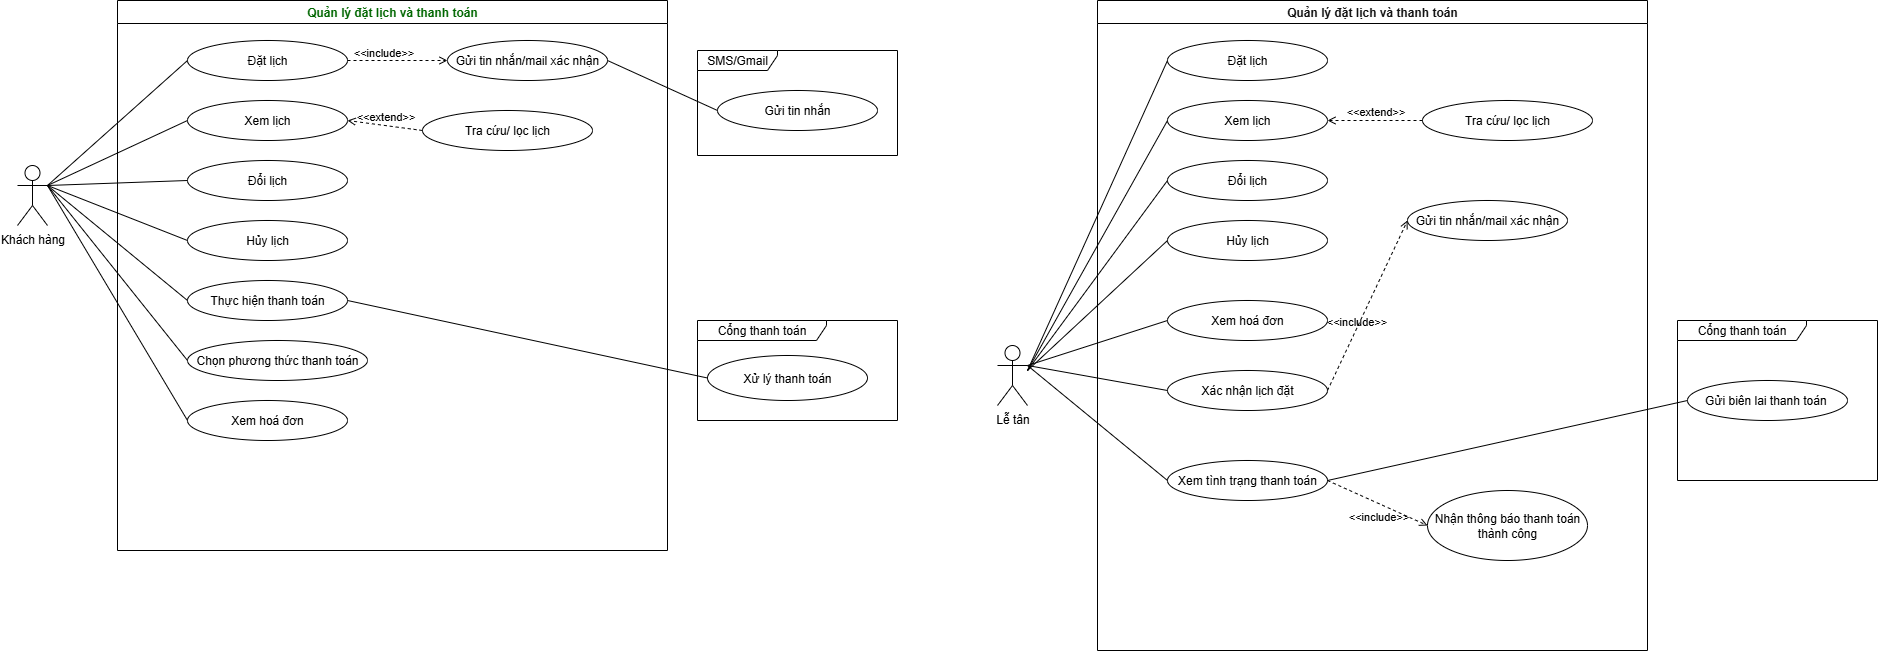 Quản lý đặt lịch và thanh toán
Đặt lịch
<<include>>
Gửi tin nhắn/mail xác nhận
Xem lịch
<<extend>>
Tra cứu/ lọc lịch
Đổi lịch
Hủy lịch
Thực hiện thanh toán
Chọn phương thức thanh toán
Xem hoá đơn
Khách hàng
SMS/Gmail
Gửi tin nhắn
Cổng thanh toán
Xử lý thanh toán
Quản lý đặt lịch và thanh toán
Đặt lịch
Xem lịch
<<extend>>
Tra cứu/ lọc lịch
Đổi lịch
Gửi tin nhắn/mail xác nhận
Hủy lịch
Xem hoá đơn
<<include>>
Xác nhận lịch đặt
Lễ tân
Xem tình trạng thanh toán
<<include>>
Nhận thông báo thanh toán
thành công
Cổng thanh toán
Gửi biên lai thanh toán